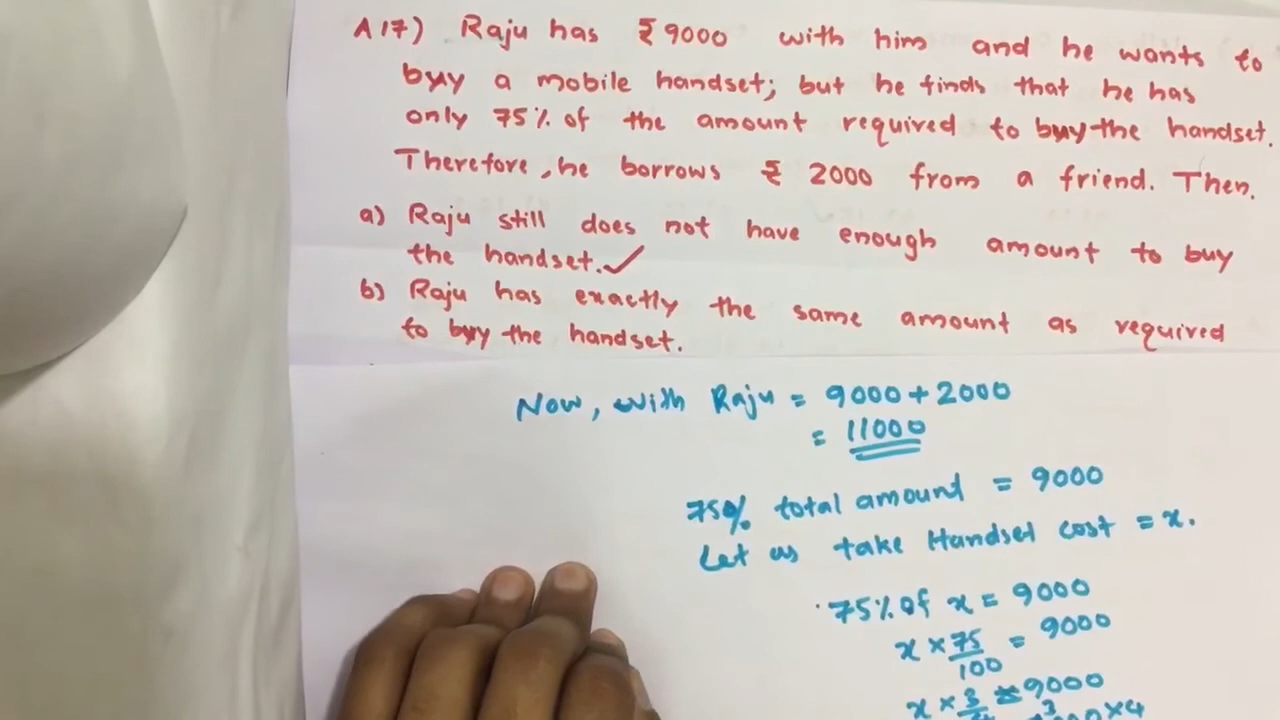 A17) Raju has ₹9000 with him and he wants to
buy a mobile handset; but he finds that he has
only 75% of the amount required to buy the handset.
Therefore, he borrows ₹ 2000 from a friend. Then,
a) Raju still does not have enough amount to buy
the handset. ✓
b) Raju has exactly the same amount as required
to buy the handset.
Now, with Raju = 9000 + 2000
= 11000
75% total amount = 9000
Let us take Handset cost = x.
75% of x = 9000
x × 75/100 = 9000
x × 3/4 = 9000